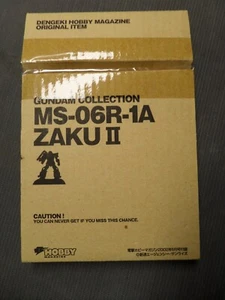 DENGEKI HOBBY MAGAZINE
ORIGINAL ITEM
GUNDAM COLLECTION
MS-06R-1A
ZAKU II
CAUTION !
YOU CAN NEVER GET IF YOU MISS THIS CHANCE.
HOBBY
MAGAZINE